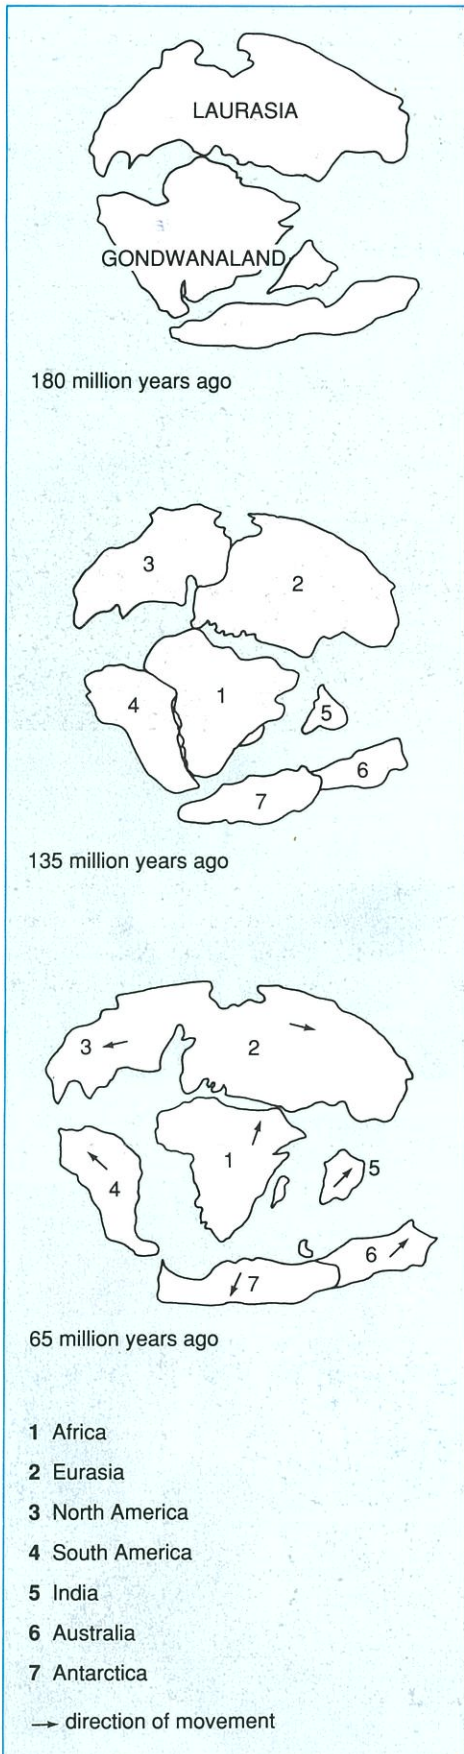 LAURASIA
GONDWANALAND
180 million years ago
3
2
4
1
5
6
7
135 million years ago
3
2
1
5
4
6
7
65 million years ago
1 Africa
2 Eurasia
3 North America
4 South America
5 India
6 Australia
7 Antarctica
→ direction of movement